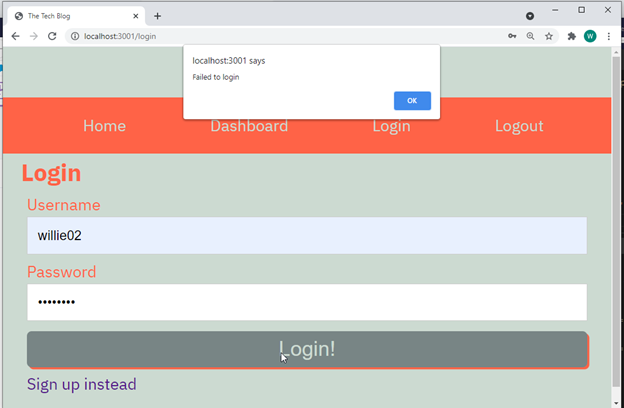 The Tech Blog
localhost:3001/login
W
localhost:3001 says
Failed to login
OK
Home Dashboard Login Logout
Login
Username
willie02
Password
••••••••
Login!
Sign up instead